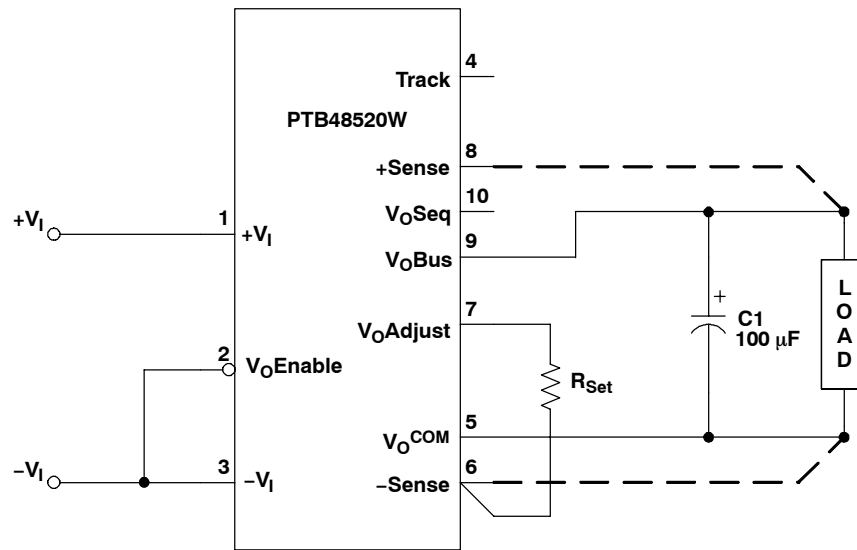 4
Track
PTB48520W
8
+Sense
10
VOSeq
+VI
1
+VI
9
VOBus
7
VOAdjust
2
VOEnable
+
C1
100 μF
LOAD
RSet
5
VOCOM
6
−Sense
−VI
3
−VI